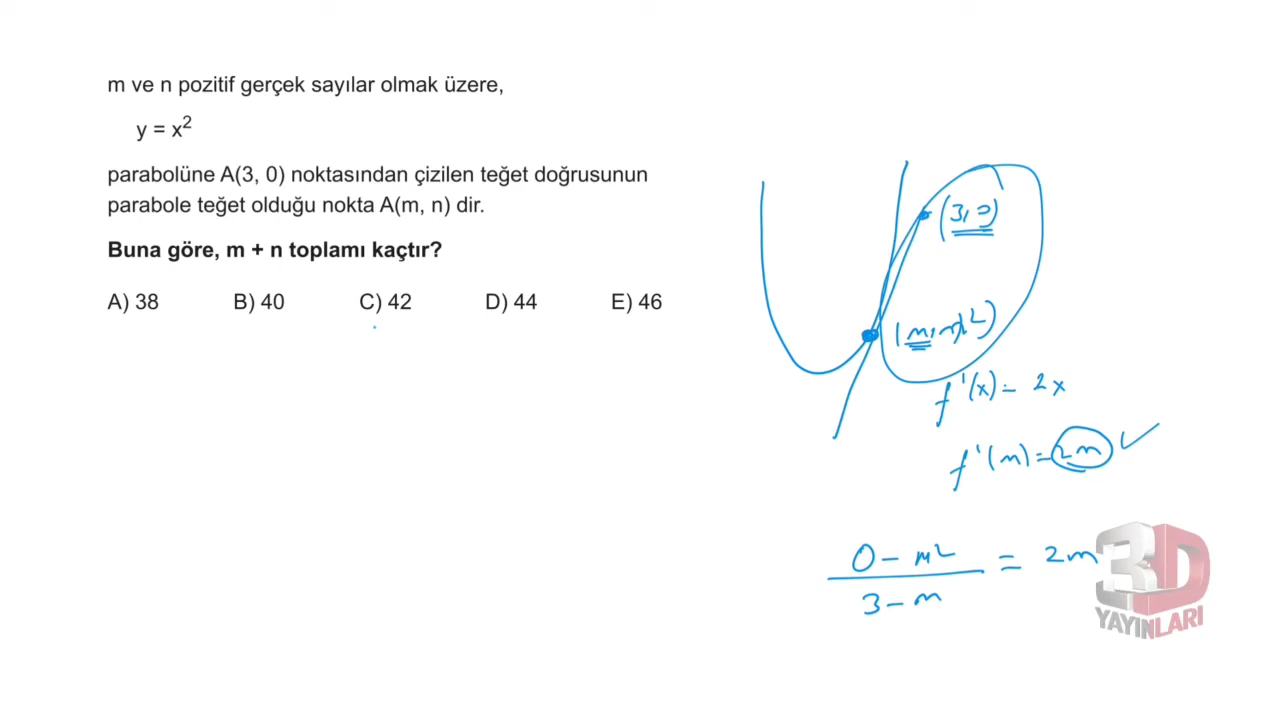 m ve n pozitif gerçek sayılar olmak üzere,
y = x²
parabolüne A(3, 0) noktasından çizilen teğet doğrusunun
parabole teğet olduğu nokta A(m, n) dir.
Buna göre, m + n toplamı kaçtır?
A) 38 B) 40 C) 42 D) 44 E) 46
(3, 0)
(m, m²)
f'(x) = 2x
f'(m) = 2m
0 - m² = 2m
3 - m
3D
YAYINLARI